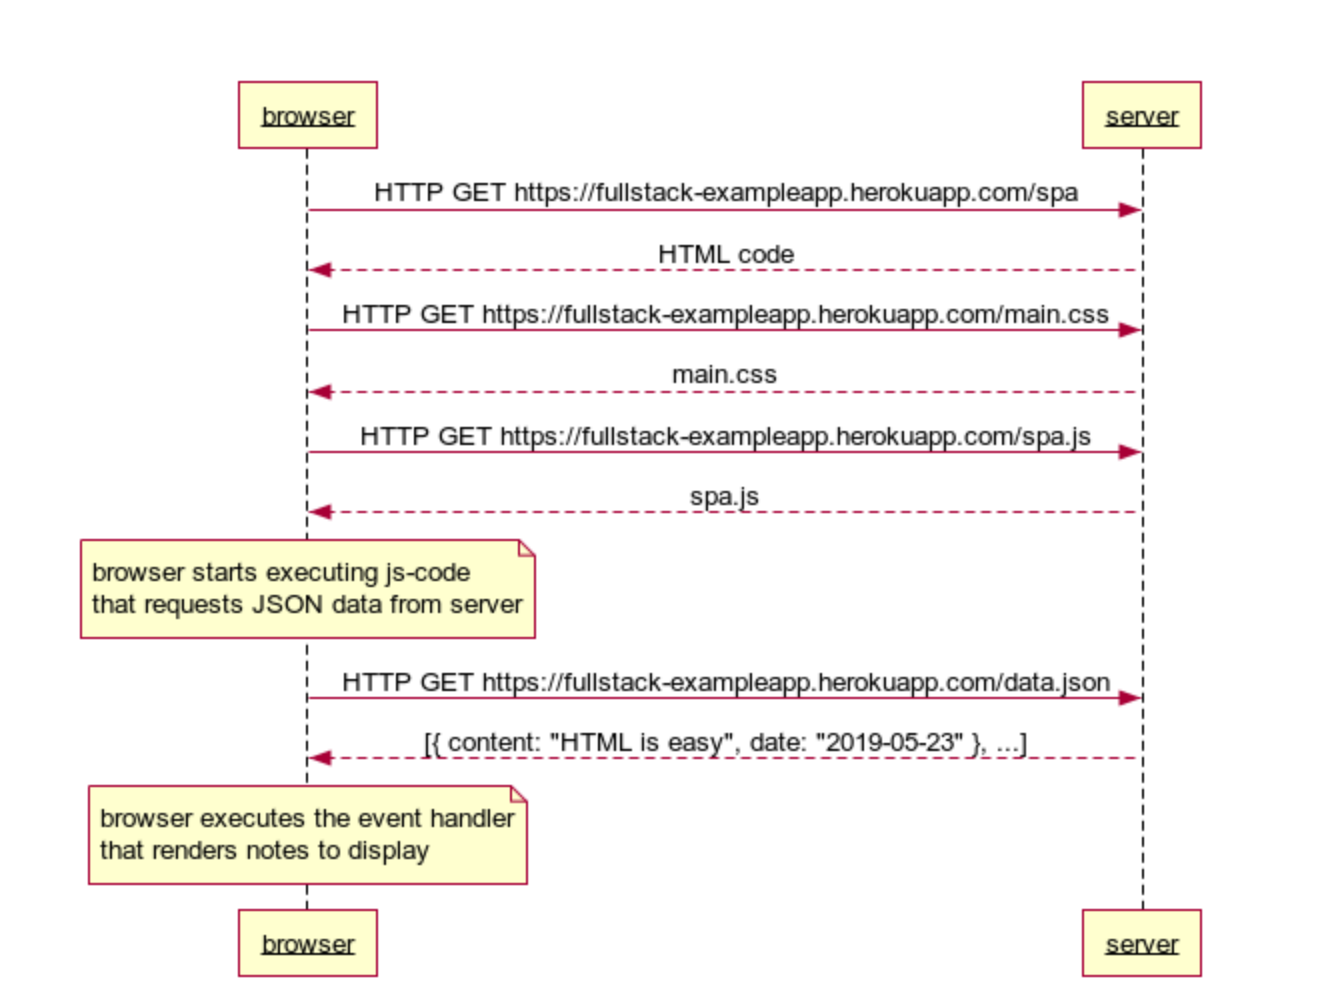 browser
server
HTTP GET https://fullstack-exampleapp.herokuapp.com/spa
HTML code
HTTP GET https://fullstack-exampleapp.herokuapp.com/main.css
main.css
HTTP GET https://fullstack-exampleapp.herokuapp.com/spa.js
spa.js
browser starts executing js-code
that requests JSON data from server
HTTP GET https://fullstack-exampleapp.herokuapp.com/data.json
[{ content: "HTML is easy", date: "2019-05-23" }, ...]
browser executes the event handler
that renders notes to display
browser
server